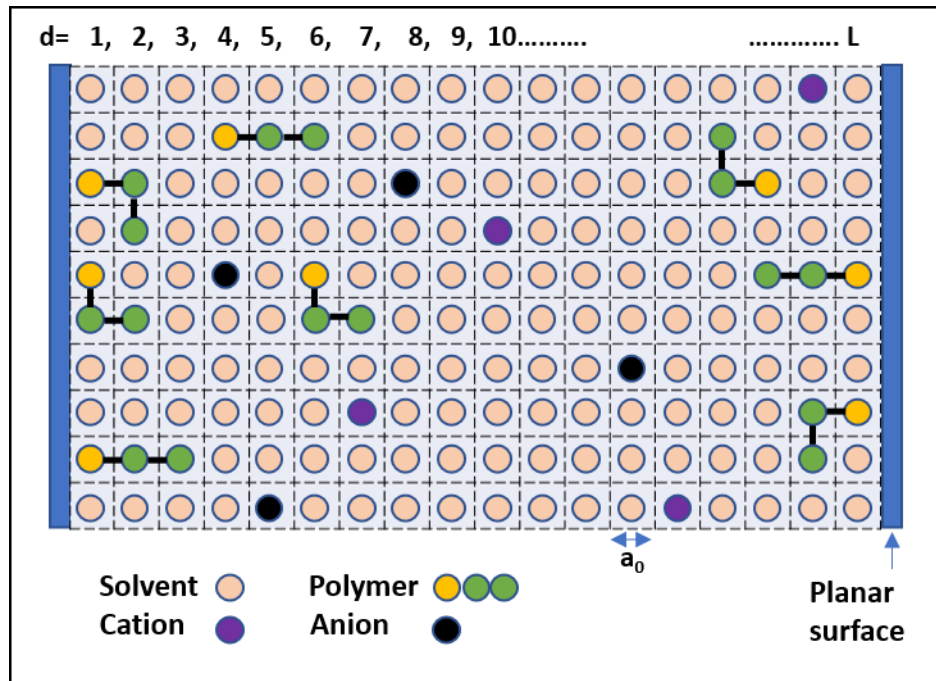 d= 1, 2, 3, 4, 5, 6, 7, 8, 9, 10.......... ............. L
a0
Solvent Polymer Planar
Cation Anion surface